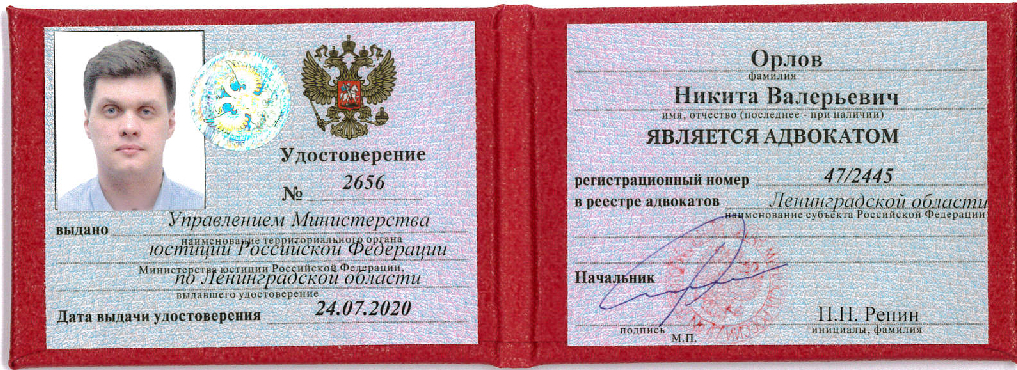 Удостоверение
№ 2656
выдано Управлением Министерства
наименование территориального органа
юстиции Российской Федерации
Министерства юстиции Российской Федерации,
по Ленинградской области
выдавшего удостоверение
Дата выдачи удостоверения 24.07.2020
Орлов
фамилия
Никита Валерьевич
имя, отчество (последнее - при наличии)
ЯВЛЯЕТСЯ АДВОКАТОМ
регистрационный номер 47/2445
в реестре адвокатов Ленинградской области
наименование субъекта Российской Федерации
Начальник
подпись
М.П.
П.Н. Репин
инициалы, фамилия